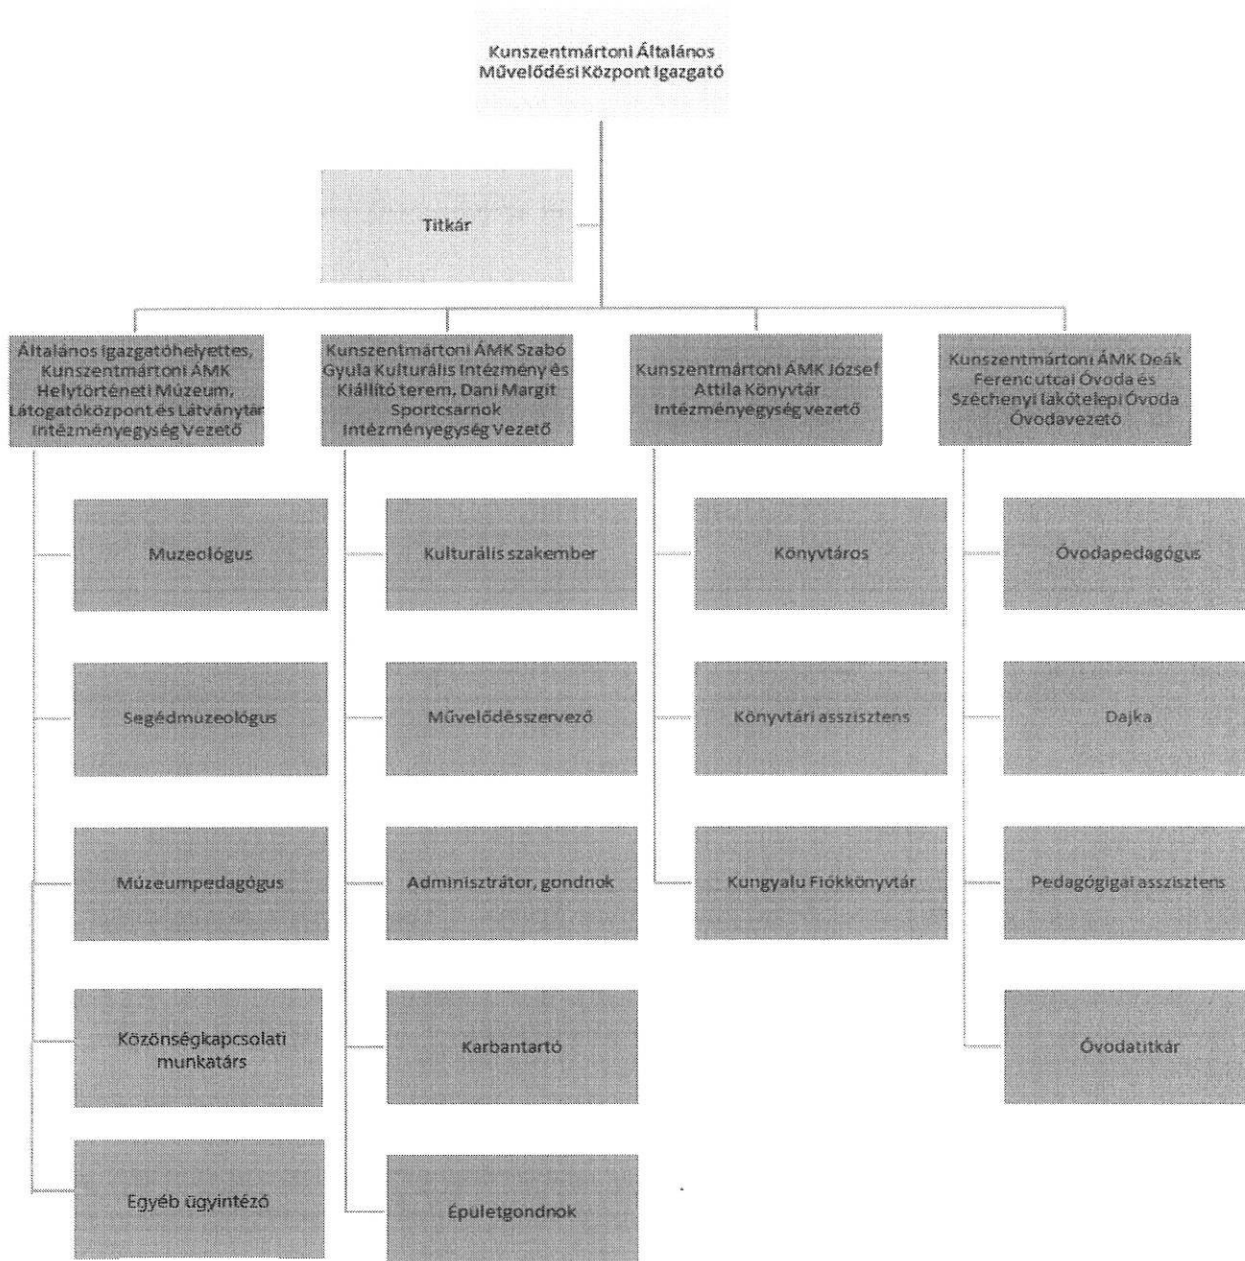 Kunszentmártoni Általános
Művelődési Központ Igazgató
Titkár
Általános Igazgatóhelyettes,
Kunszentmártoni ÁMK
Helytörténeti Múzeum,
Látogatóközpont és Látványtár
Intézményegység Vezető
Kunszentmártoni ÁMK Szabó
Gyula Kulturális Intézmény és
Kiállító terem, Dani Margit
Sportcsarnok
Intézményegység Vezető
Kunszentmártoni ÁMK József
Attila Könyvtár
Intézményegység vezető
Kunszentmártoni ÁMK Deák
Ferenc utcai Óvoda és
Széchenyi lakótelepi Óvoda
Óvodavezető
Muzeológus
Segédmuzeológus
Múzeumpedagógus
Közönségkapcsolati
munkatárs
Egyéb ügyintéző
Kulturális szakember
Művelődésszervező
Adminisztrátor, gondnok
Karbantartó
Épületgondnok
Könyvtáros
Könyvtári asszisztens
Kungyalu Fiókkönyvtár
Óvodapedagógus
Dajka
Pedagógigai asszisztens
Óvodatitkár